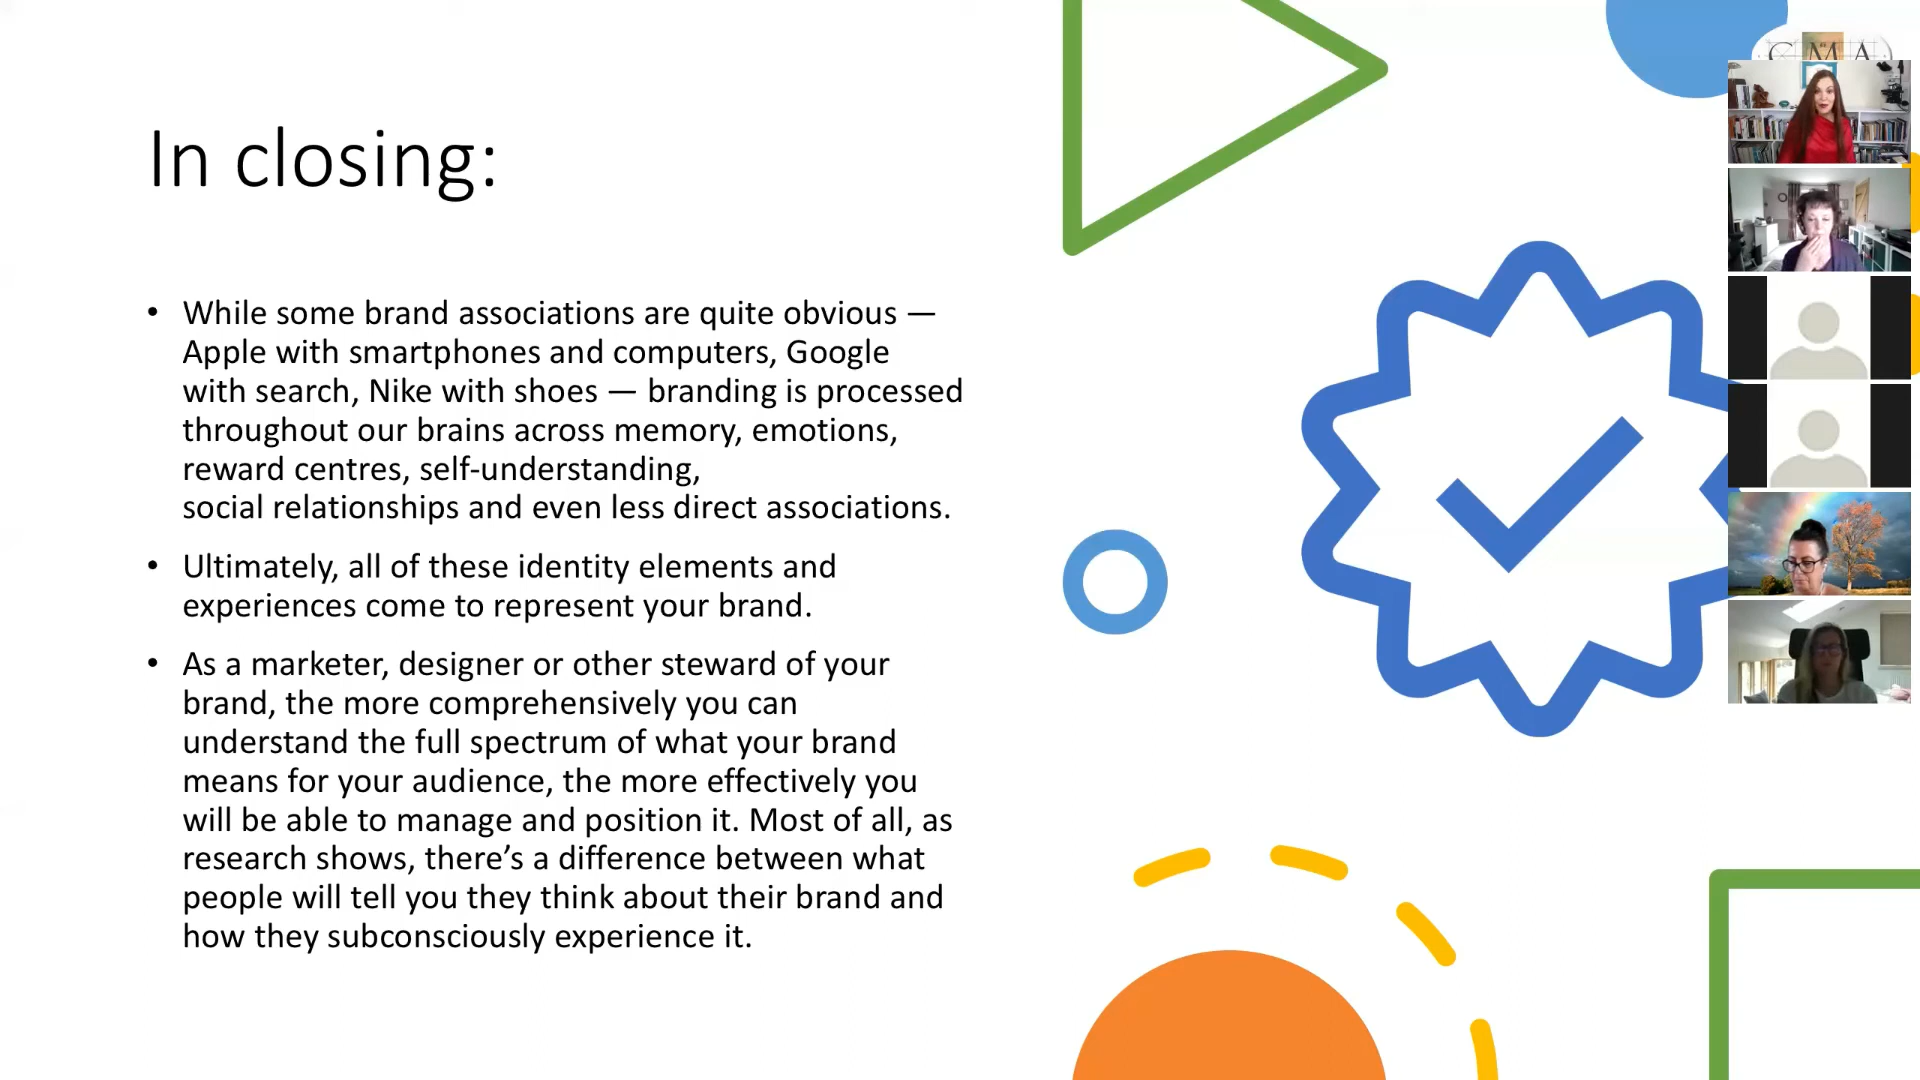 In closing:
• While some brand associations are quite obvious —
Apple with smartphones and computers, Google
with search, Nike with shoes — branding is processed
throughout our brains across memory, emotions,
reward centres, self-understanding,
social relationships and even less direct associations.
• Ultimately, all of these identity elements and
experiences come to represent your brand.
• As a marketer, designer or other steward of your
brand, the more comprehensively you can
understand the full spectrum of what your brand
means for your audience, the more effectively you
will be able to manage and position it. Most of all, as
research shows, there’s a difference between what
people will tell you they think about their brand and
how they subconsciously experience it.
CMA